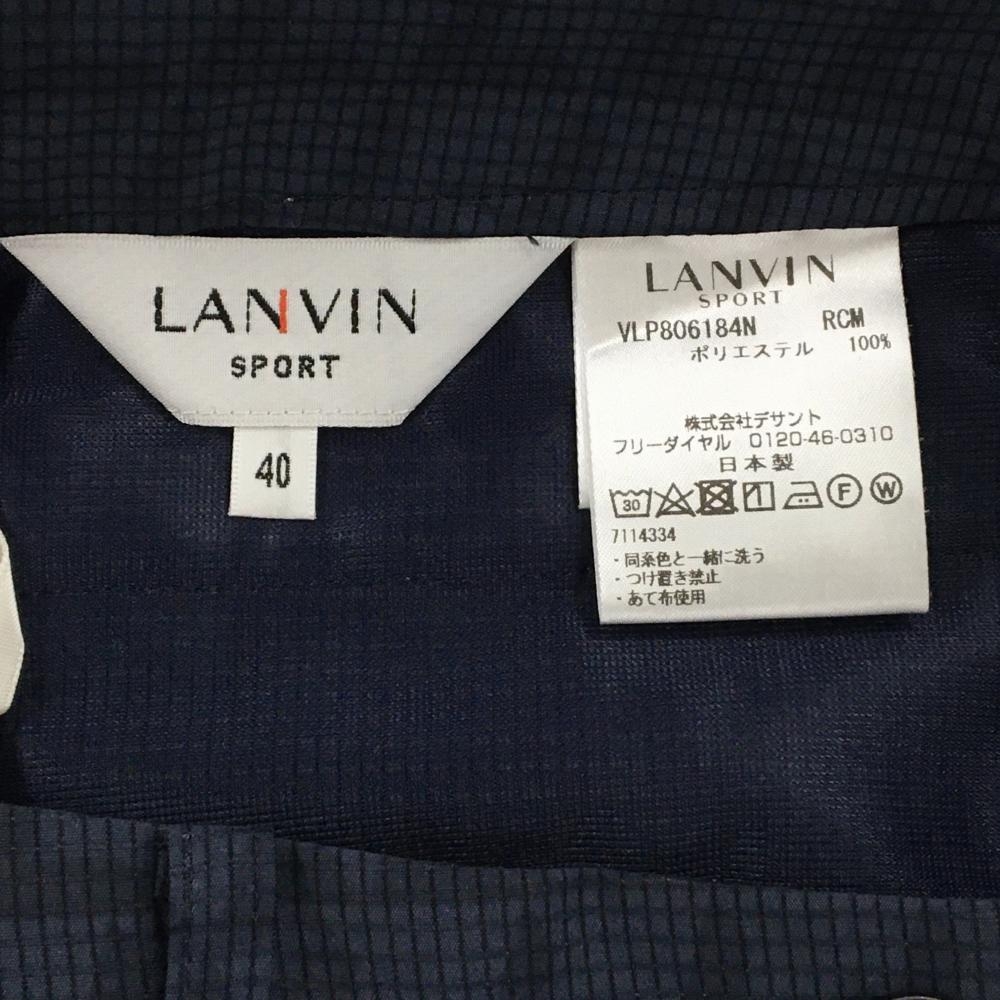 LANVIN
SPORT
40
LANVIN
SPORT
VLP806184N RCM
ポリエステル 100%
株式会社デサント
フリーダイヤル 0120-46-0310
日本製
30 F W
7114334
・同系色と一緒に洗う
・つけ置き禁止
・あて布使用